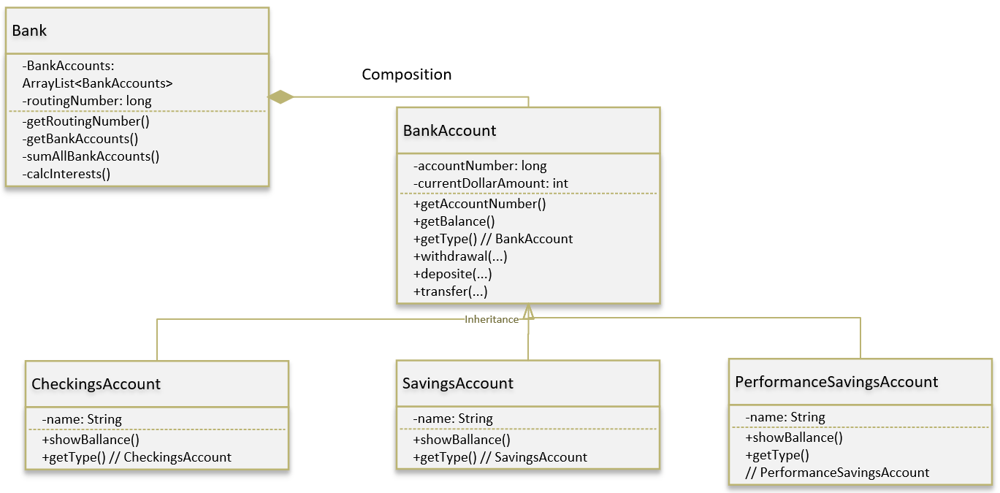 Bank
-BankAccounts:
ArrayList<BankAccounts>
-routingNumber: long
-getRoutingNumber()
-getBankAccounts()
-sumAllBankAccounts()
-calcInterests()
Composition
BankAccount
-accountNumber: long
-currentDollarAmount: int
+getAccountNumber()
+getBalance()
+getType() // BankAccount
+withdrawal(...)
+deposite(...)
+transfer(...)
Inheritance
CheckingsAccount
-name: String
+showBallance()
+getType() // CheckingsAccount
SavingsAccount
-name: String
+showBallance()
+getType() // SavingsAccount
PerformanceSavingsAccount
-name: String
+showBallance()
+getType()
// PerformanceSavingsAccount